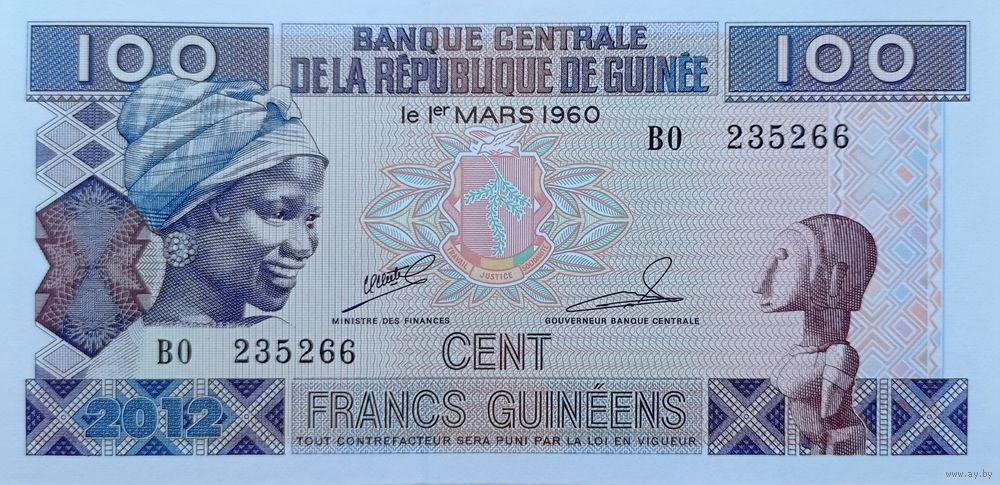 100
BANQUE CENTRALE
DE LA RÉPUBLIQUE DE GUINÉE
100
le 1er MARS 1960
B0 235266
TRAVAIL JUSTICE SOLIDARITÉ
MINISTRE DES FINANCES
GOUVERNEUR BANQUE CENTRALE
B0 235266
CENT
2012
FRANCS GUINÉENS
TOUT CONTREFACTEUR SERA PUNI PAR LA LOI EN VIGUEUR
www.ay.by